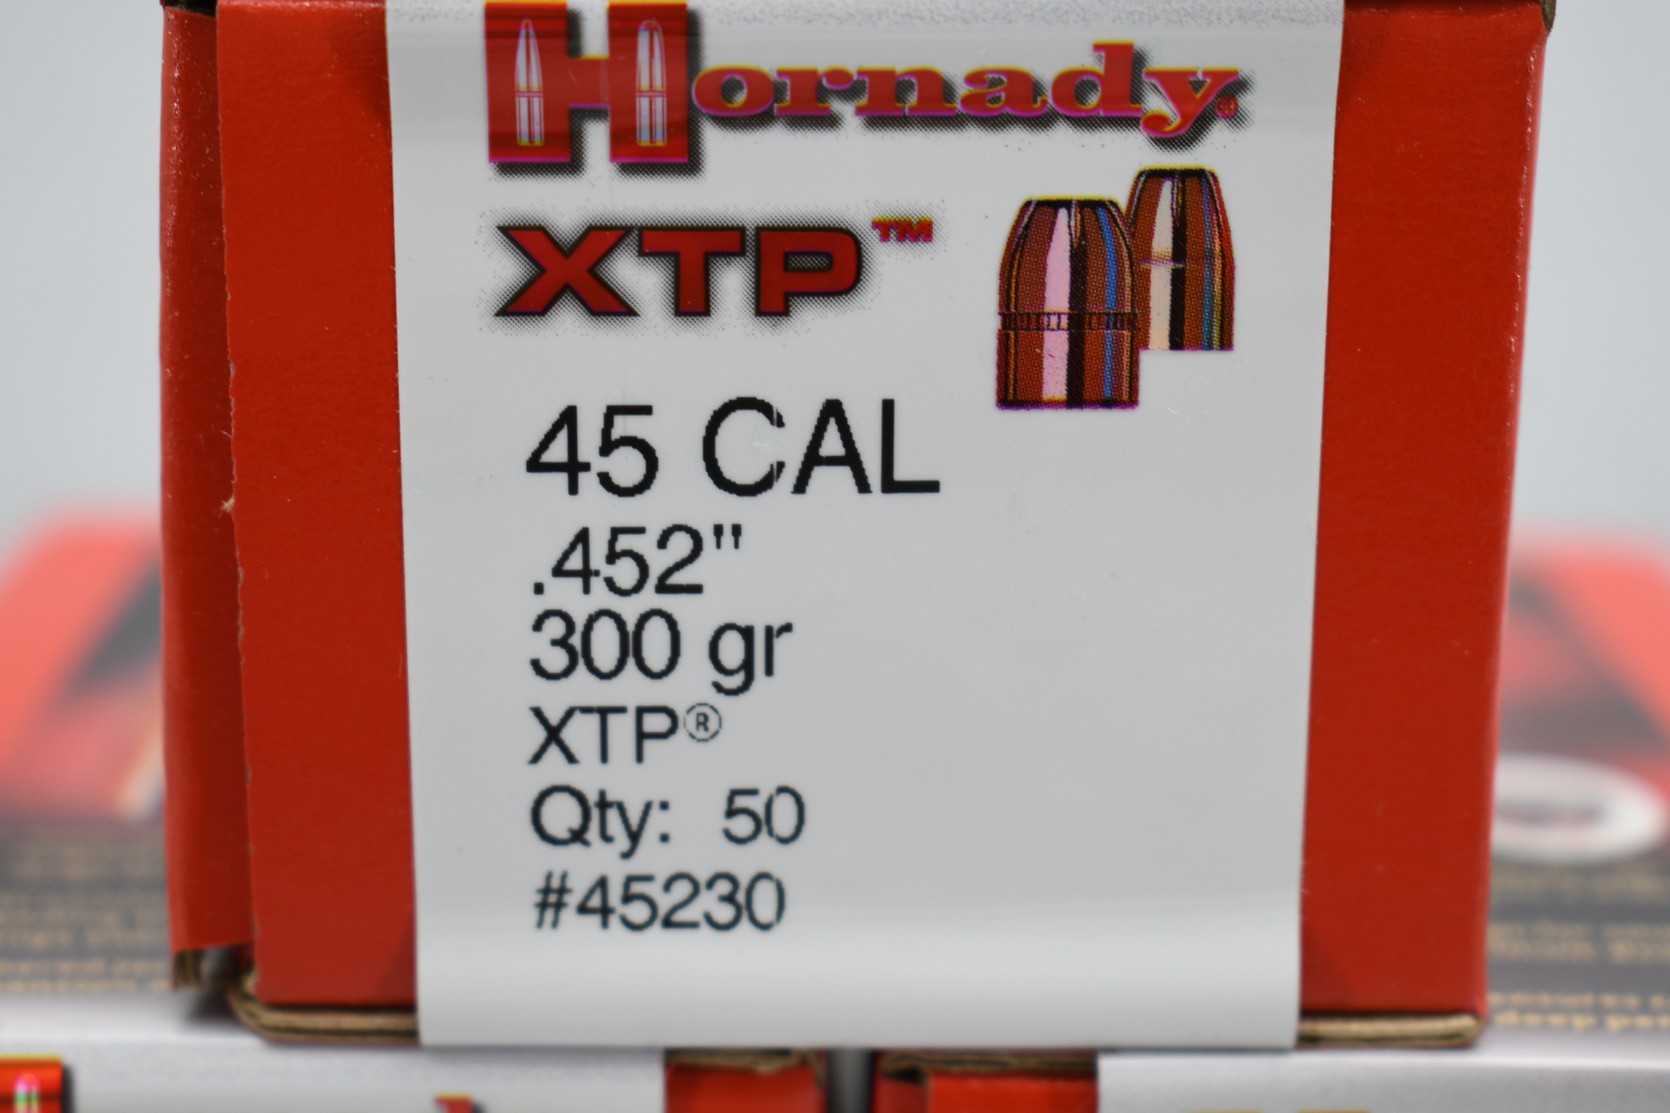 Hornady®
XTP™
45 CAL
.452"
300 gr
XTP®
Qty: 50
#45230